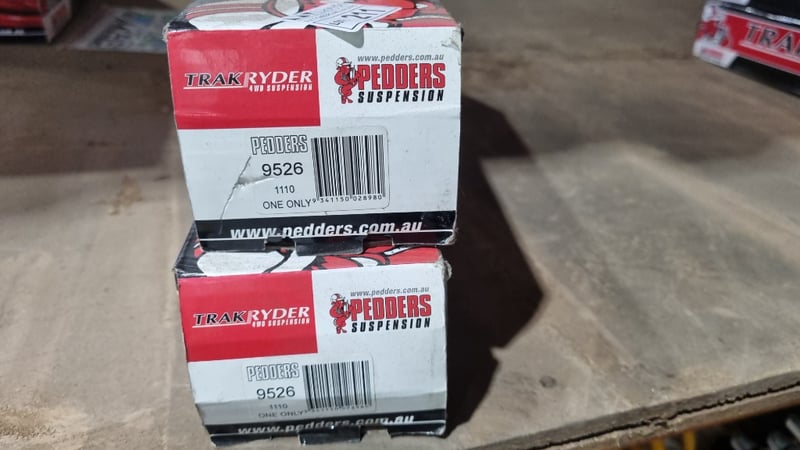 www.pedders.com.au
TRAKRYDER
4WD SUSPENSION
PEDDERS
SUSPENSION
PEDDERS
9526
1110
ONE ONLY
9 341150 028980
www.pedders.com.au
www.pedders.com.au
TRAKRYDER
4WD SUSPENSION
PEDDERS
SUSPENSION
PEDDERS
9526
1110
ONE ONLY
www.pedders.com.au
TRA